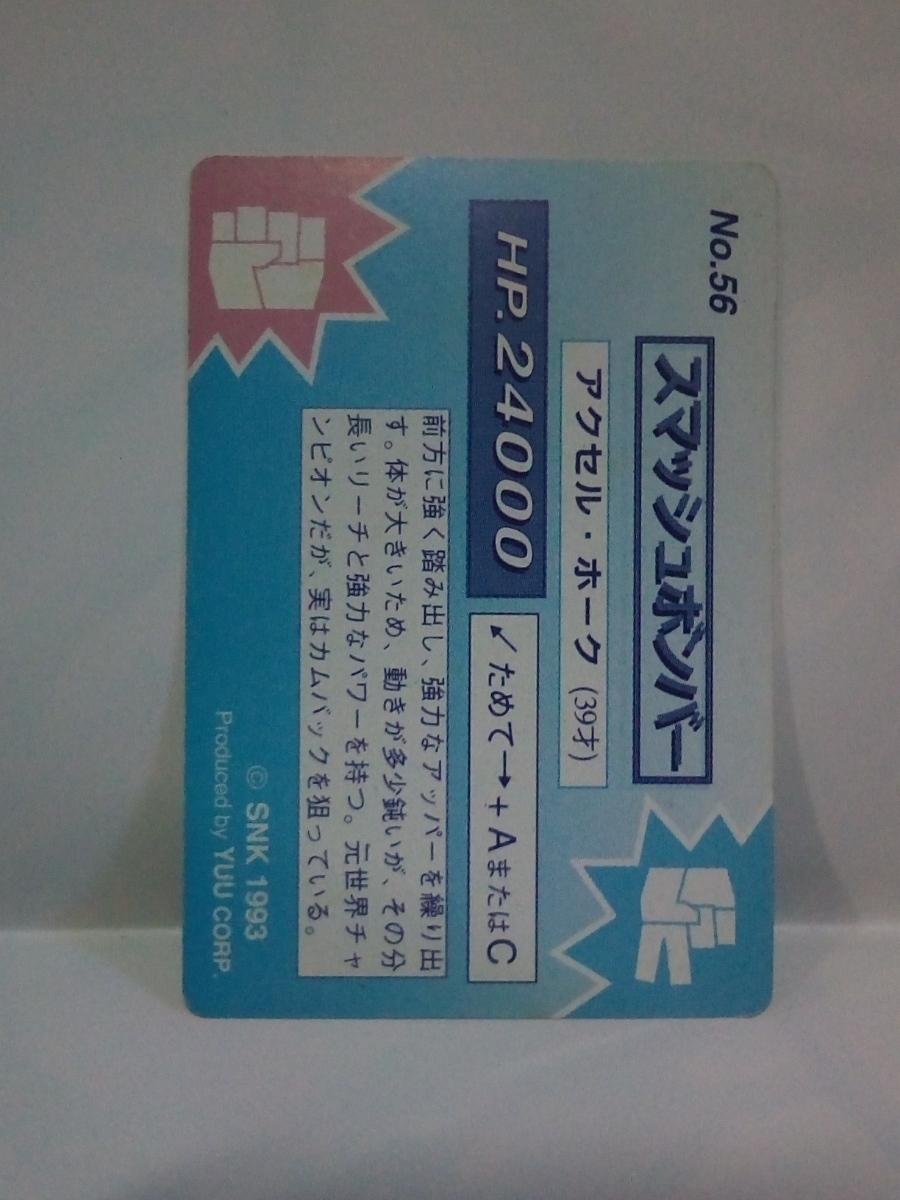 No.56
スマッシュボンバー
アクセル・ホーク (39才)
HP. 24000
↙ためて→+AまたはC
前方に強く踏み出し、強力なアッパーを繰り出
す。体が大きいため、動きが多少鈍いが、その分
長いリーチと強力なパワーを持つ。元世界チャ
ンピオンだが、実はカムバックを狙っている。
© SNK 1993
Produced by YUU CORP.